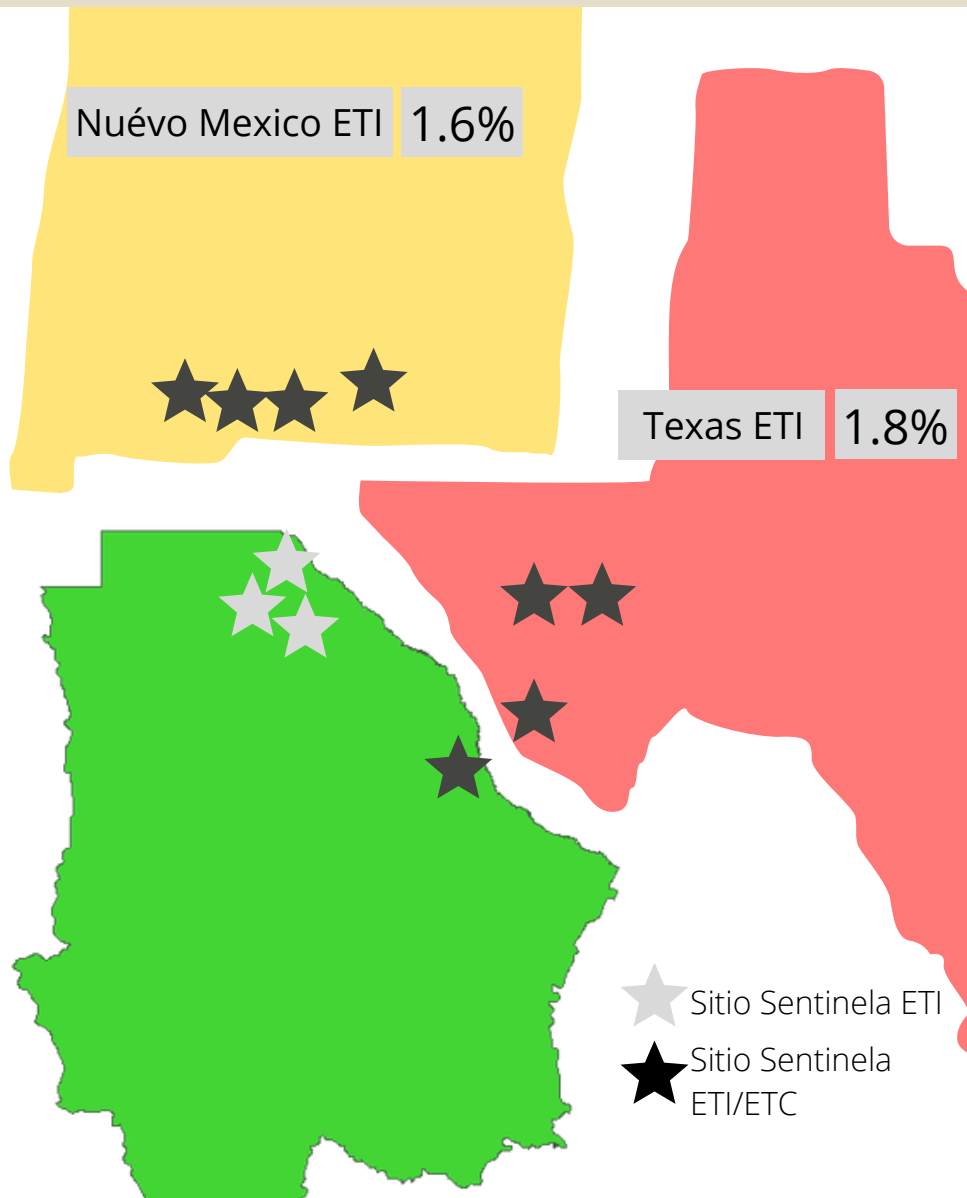 Nuévo Mexico ETI 1.6%
Texas ETI 1.8%
Sitio Sentinela ETI
Sitio Sentinela
ETI/ETC